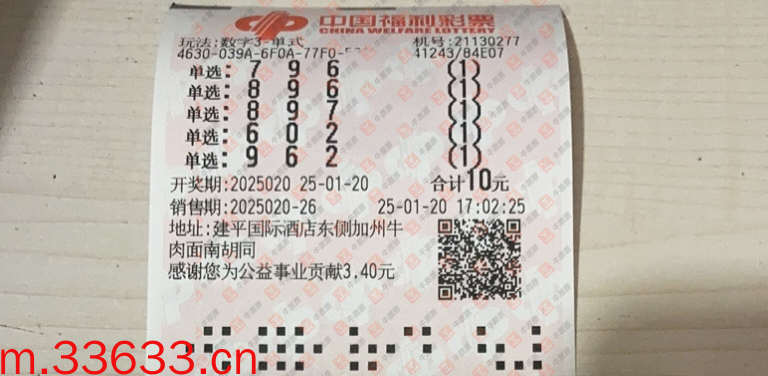 中国福利彩票
CHINA WELFARE LOTTERY
玩法:数字3-单式 机号:21130277
4630-039A-6F0A-77F0- 41243/84E07
单选: 7 9 6 (1)
单选: 8 9 6 (1)
单选: 8 9 7 (1)
单选: 6 0 2 (1)
单选: 9 6 2 (1)
开奖期:2025020 25-01-20 合计10元
销售期:2025020-26 25-01-20 17:02:25
地址:建平国际酒店东侧加州牛
肉面南胡同
感谢您为公益事业贡献3.40元
m.33633.cn